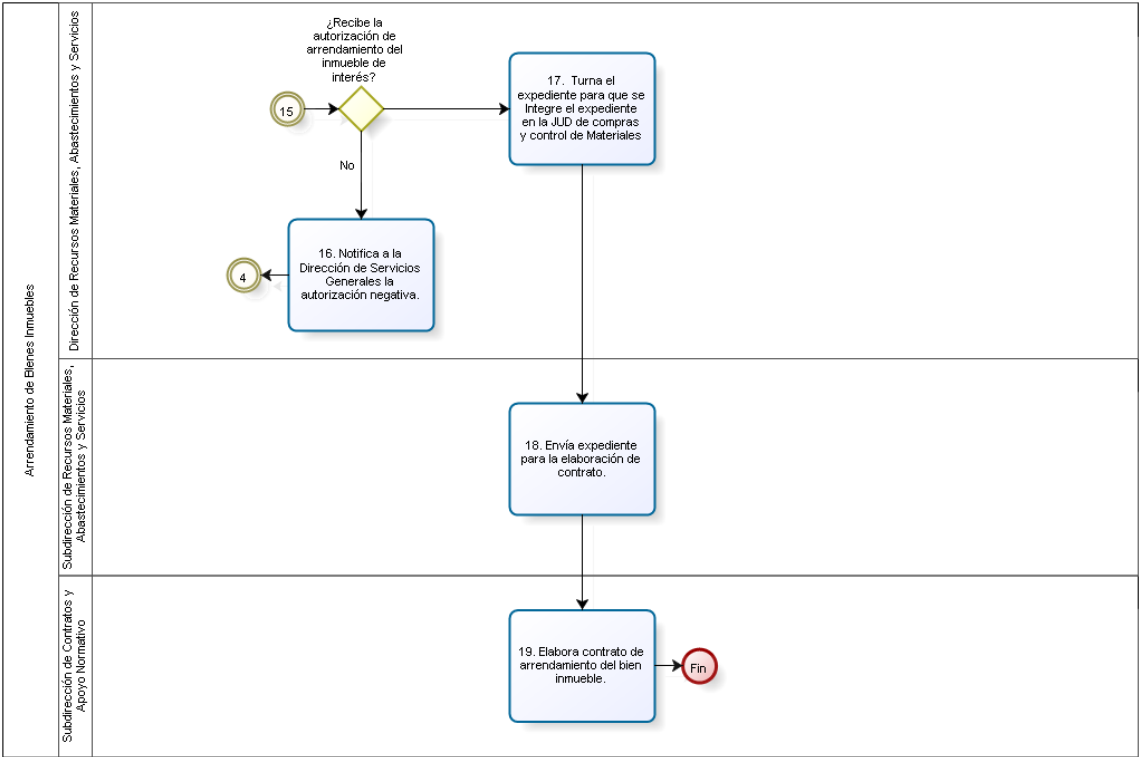 Arrendamiento de Bienes Inmuebles
Dirección de Recursos Materiales, Abastecimientos y Servicios
¿Recibe la
autorización de
arrendamiento del
inmueble de
interés?
15
17. Turna el
expediente para que se
Integre el expediente
en la JUD de compras
y control de Materiales
No
16. Notifica a la
Dirección de Servicios
Generales la
autorización negativa.
4
Subdirección de Recursos Materiales,
Abastecimientos y Servicios
18. Envía expediente
para la elaboración de
contrato.
Subdirección de Contratos y
Apoyo Normativo
19. Elabora contrato de
arrendamiento del bien
inmueble.
Fin